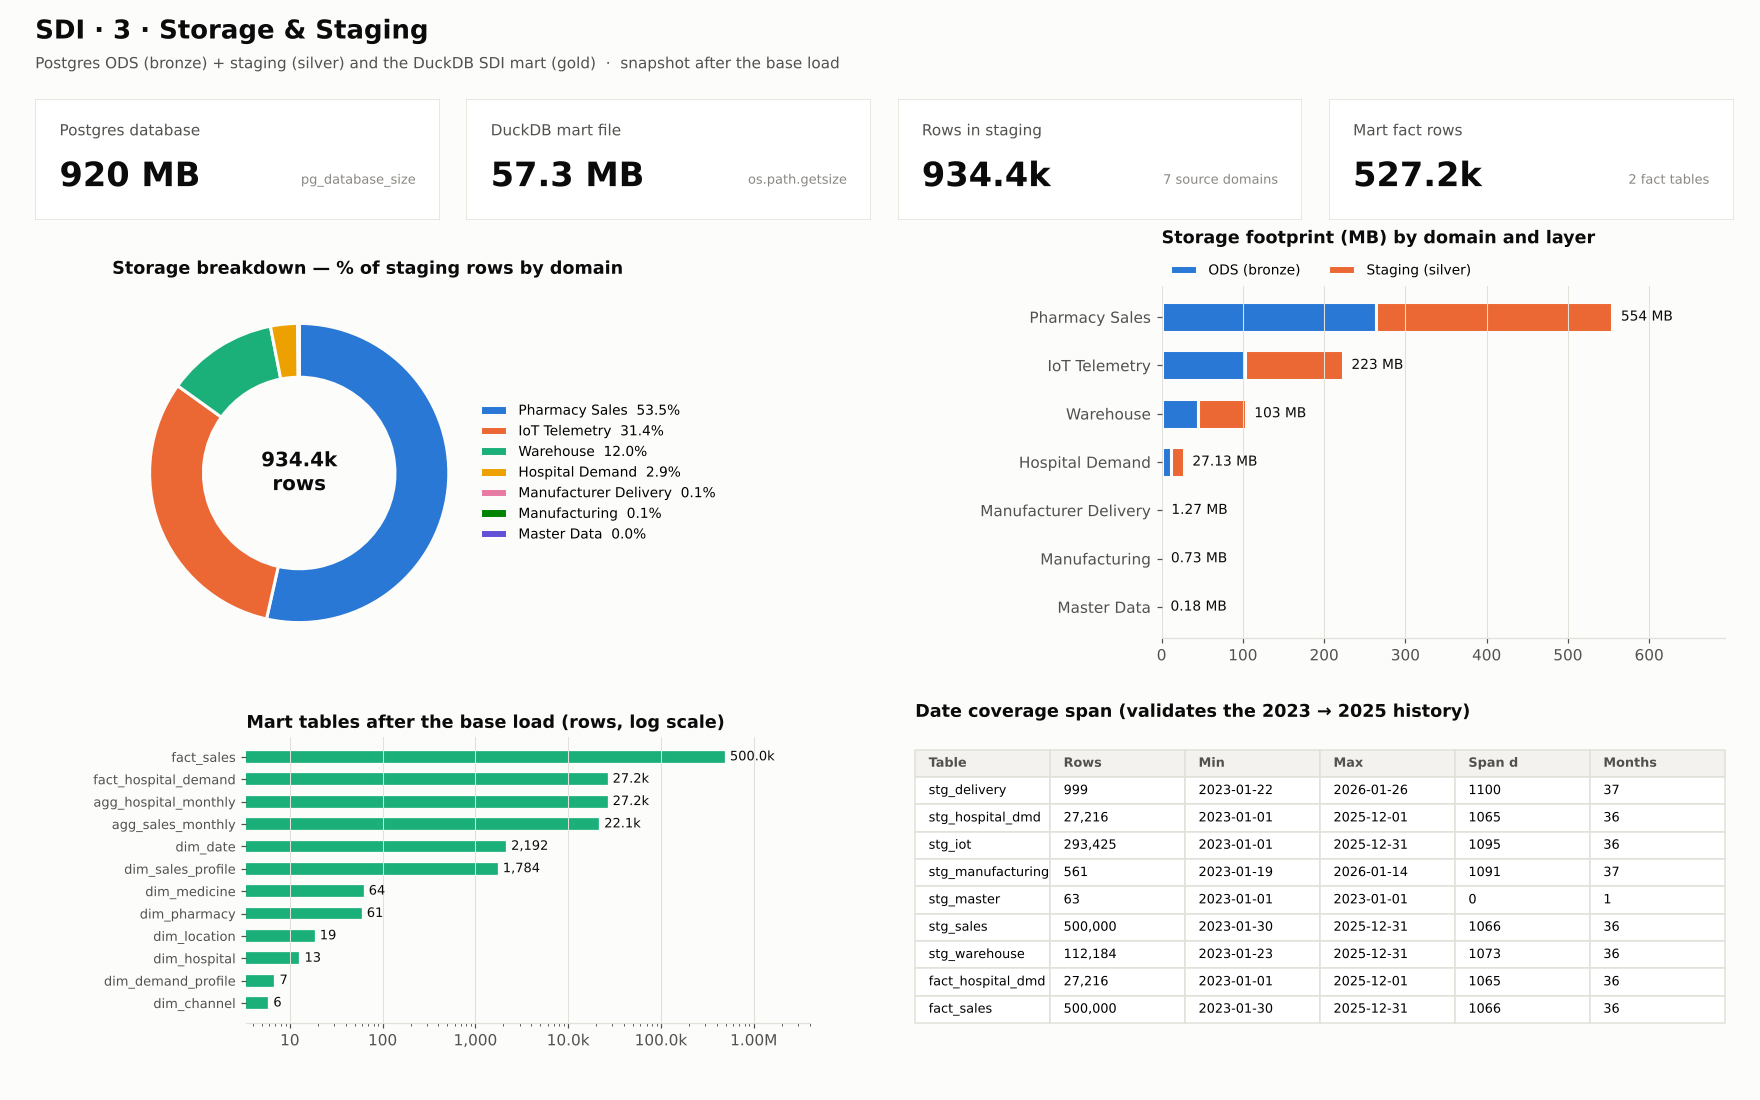 SDI · 3 · Storage & Staging
Postgres ODS (bronze) + staging (silver) and the DuckDB SDI mart (gold)  ·  snapshot after the base load
Postgres database
920 MB
pg_database_size
DuckDB mart file
57.3 MB
os.path.getsize
Rows in staging
934.4k
7 source domains
Mart fact rows
527.2k
2 fact tables
Storage breakdown — % of staging rows by domain
934.4k
rows
Pharmacy Sales  53.5%
IoT Telemetry  31.4%
Warehouse  12.0%
Hospital Demand  2.9%
Manufacturer Delivery  0.1%
Manufacturing  0.1%
Master Data  0.0%
Storage footprint (MB) by domain and layer
ODS (bronze)  Staging (silver)
Pharmacy Sales  554 MB
IoT Telemetry  223 MB
Warehouse  103 MB
Hospital Demand  27.13 MB
Manufacturer Delivery  1.27 MB
Manufacturing  0.73 MB
Master Data  0.18 MB
0 100 200 300 400 500 600
Mart tables after the base load (rows, log scale)
fact_sales 500.0k
fact_hospital_demand 27.2k
agg_hospital_monthly 27.2k
agg_sales_monthly 22.1k
dim_date 2,192
dim_sales_profile 1,784
dim_medicine 64
dim_pharmacy 61
dim_location 19
dim_hospital 13
dim_demand_profile 7
dim_channel 6
10 100 1,000 10.0k 100.0k 1.00M
Date coverage span (validates the 2023 → 2025 history)
Table Rows Min Max Span d Months
stg_delivery 999 2023-01-22 2026-01-26 1100 37
stg_hospital_dmd 27,216 2023-01-01 2025-12-01 1065 36
stg_iot 293,425 2023-01-01 2025-12-31 1095 36
stg_manufacturing 561 2023-01-19 2026-01-14 1091 37
stg_master 63 2023-01-01 2023-01-01 0 1
stg_sales 500,000 2023-01-30 2025-12-31 1066 36
stg_warehouse 112,184 2023-01-23 2025-12-31 1073 36
fact_hospital_dmd 27,216 2023-01-01 2025-12-01 1065 36
fact_sales 500,000 2023-01-30 2025-12-31 1066 36